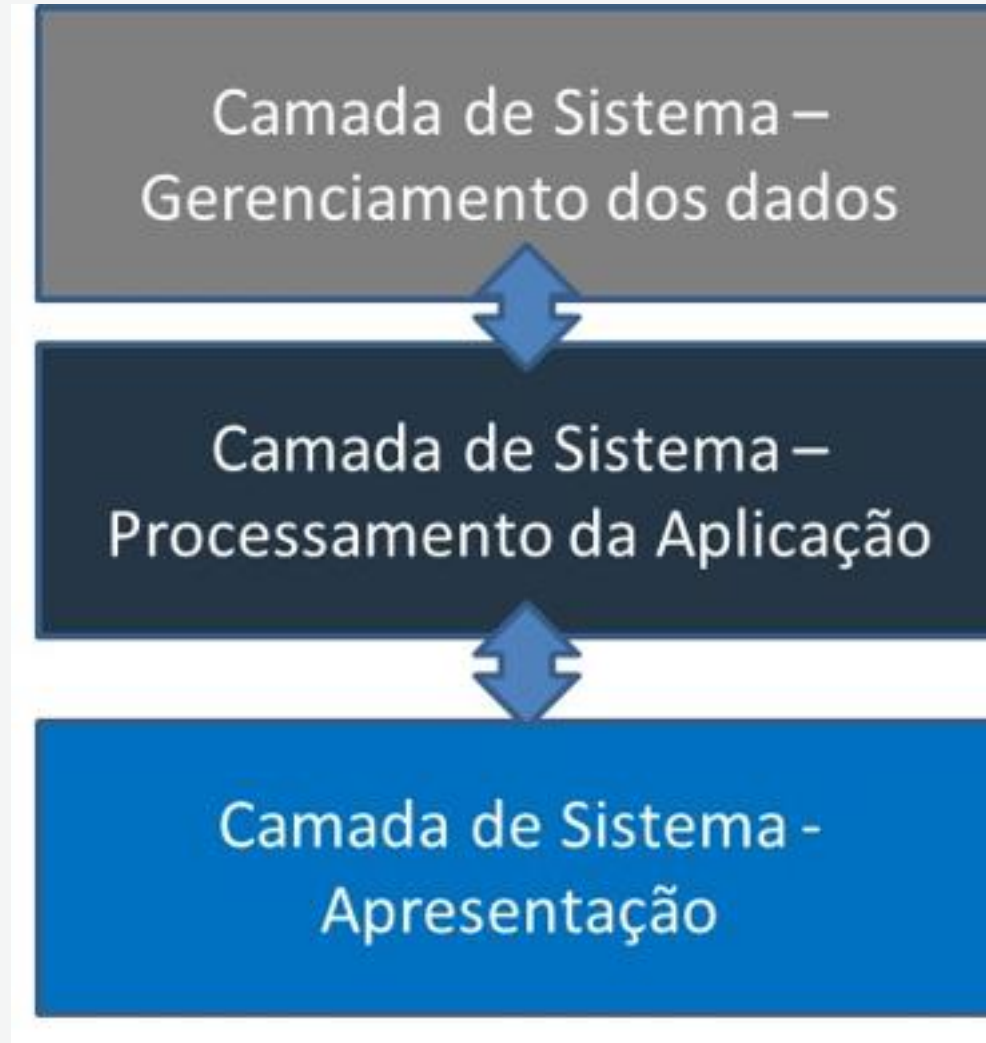 Camada de Sistema –
Gerenciamento dos dados
Camada de Sistema –
Processamento da Aplicação
Camada de Sistema -
Apresentação